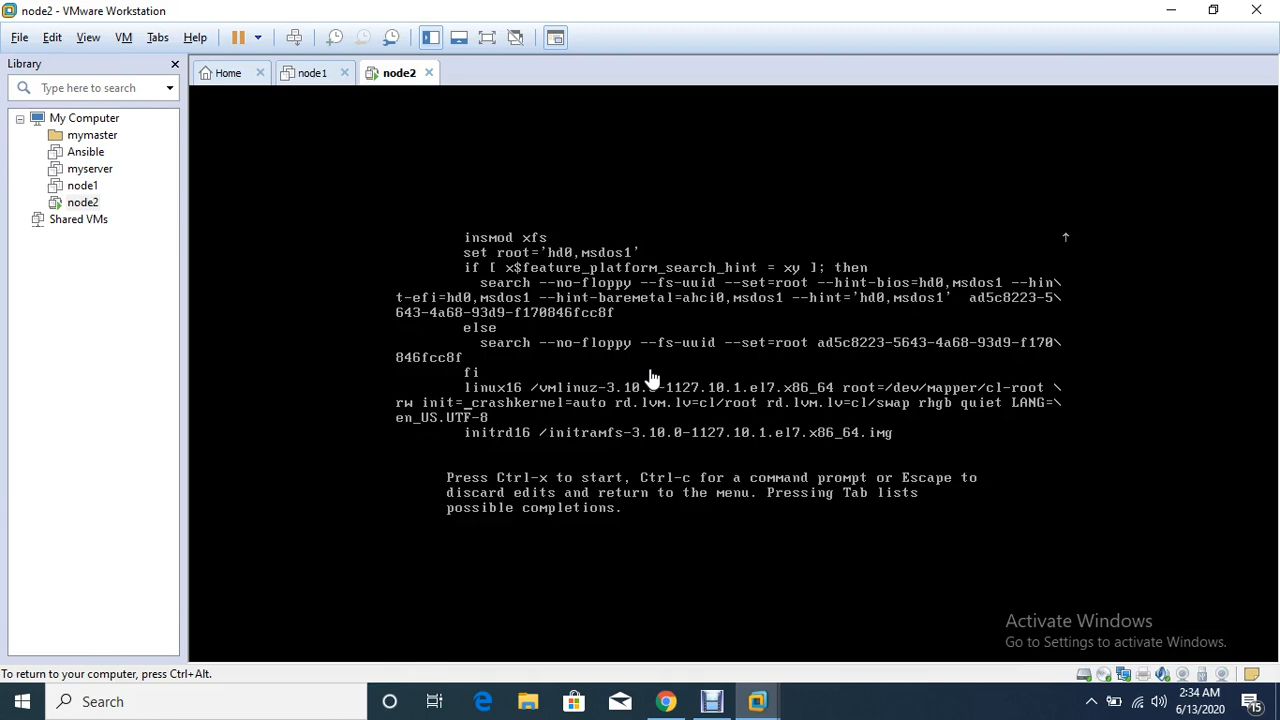 node2 - VMware Workstation
File Edit View VM Tabs Help
Library
Type here to search
My Computer
mymaster
Ansible
myserver
node1
node2
Shared VMs
Home node1 node2
insmod xfs
set root='hd0,msdos1'
if [ x$feature_platform_search_hint = xy ]; then
search --no-floppy --fs-uuid --set=root --hint-bios=hd0,msdos1 --hin\
t-efi=hd0,msdos1 --hint-baremetal=ahci0,msdos1 --hint='hd0,msdos1'  ad5c8223-5\
643-4a68-93d9-f170846fcc8f
else
search --no-floppy --fs-uuid --set=root ad5c8223-5643-4a68-93d9-f170\
846fcc8f
fi
linux16 /vmlinuz-3.10.0-1127.10.1.el7.x86_64 root=/dev/mapper/cl-root \
rw init=_crashkernel=auto rd.lvm.lv=cl/root rd.lvm.lv=cl/swap rhgb quiet LANG=\
en_US.UTF-8
initrd16 /initramfs-3.10.0-1127.10.1.el7.x86_64.img
Press Ctrl-x to start, Ctrl-c for a command prompt or Escape to
discard edits and return to the menu. Pressing Tab lists
possible completions.
Activate Windows
Go to Settings to activate Windows.
To return to your computer, press Ctrl+Alt.
Search
2:34 AM
6/13/2020
15